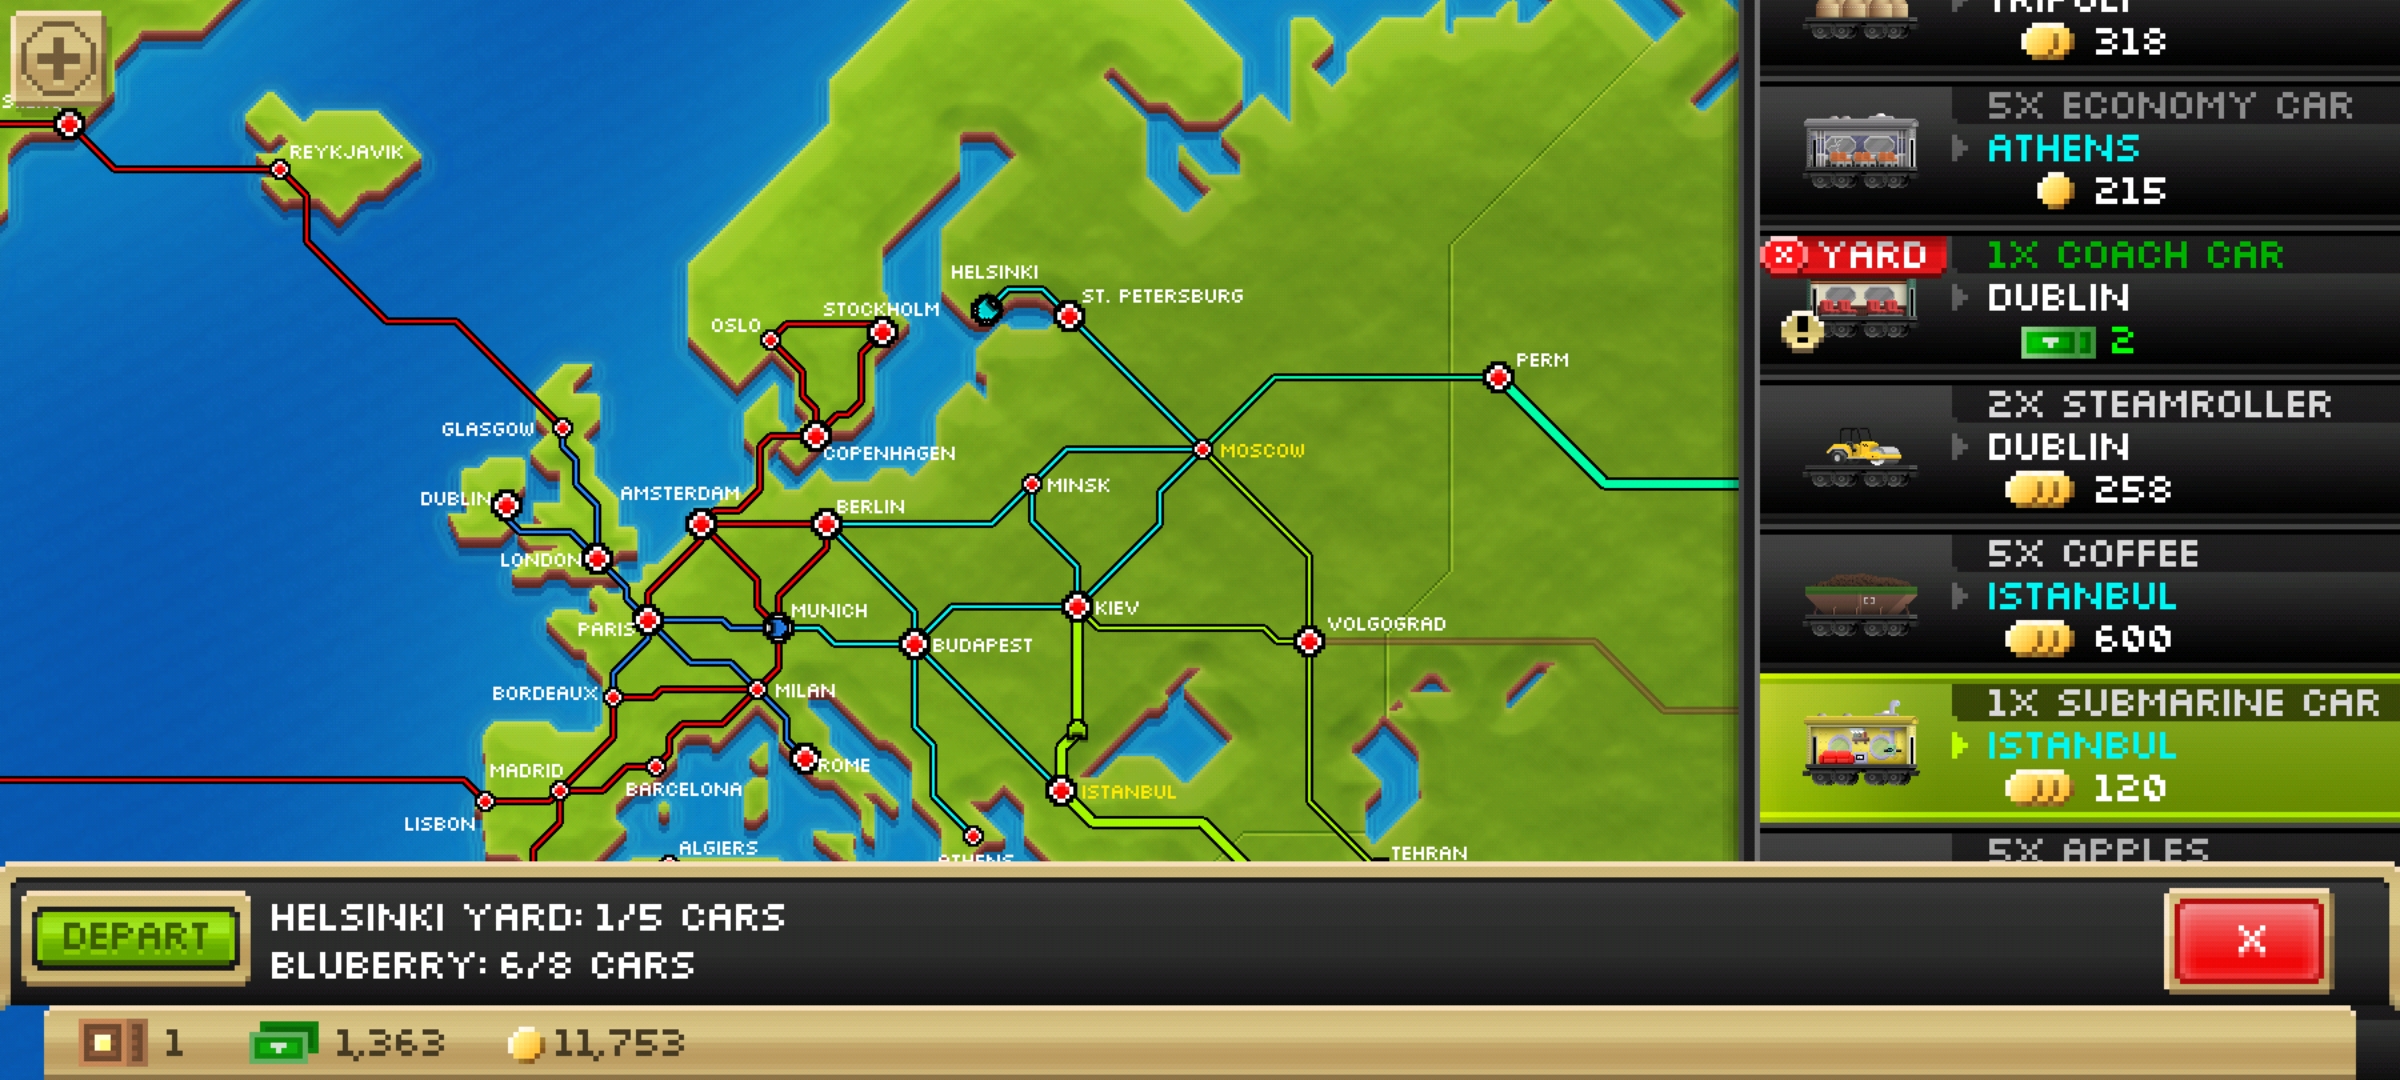 REYKJAVIK
HELSINKI
ST. PETERSBURG
STOCKHOLM
OSLO
PERM
GLASGOW
COPENHAGEN
MOSCOW
MINSK
DUBLIN
AMSTERDAM
BERLIN
LONDON
MUNICH
KIEV
PARIS
VOLGOGRAD
BUDAPEST
BORDEAUX
MILAN
MADRID
ROME
BARCELONA
ISTANBUL
LISBON
ALGIERS
ATHENS
TEHRAN
TRIPOLI
318
5X ECONOMY CAR
ATHENS
215
X YARD
1X COACH CAR
DUBLIN
2
2X STEAMROLLER
DUBLIN
258
5X COFFEE
ISTANBUL
600
1X SUBMARINE CAR
ISTANBUL
120
5X APPLES
DEPART
HELSINKI YARD: 1/5 CARS
BLUBERRY: 6/8 CARS
X
1
1,363
11,753